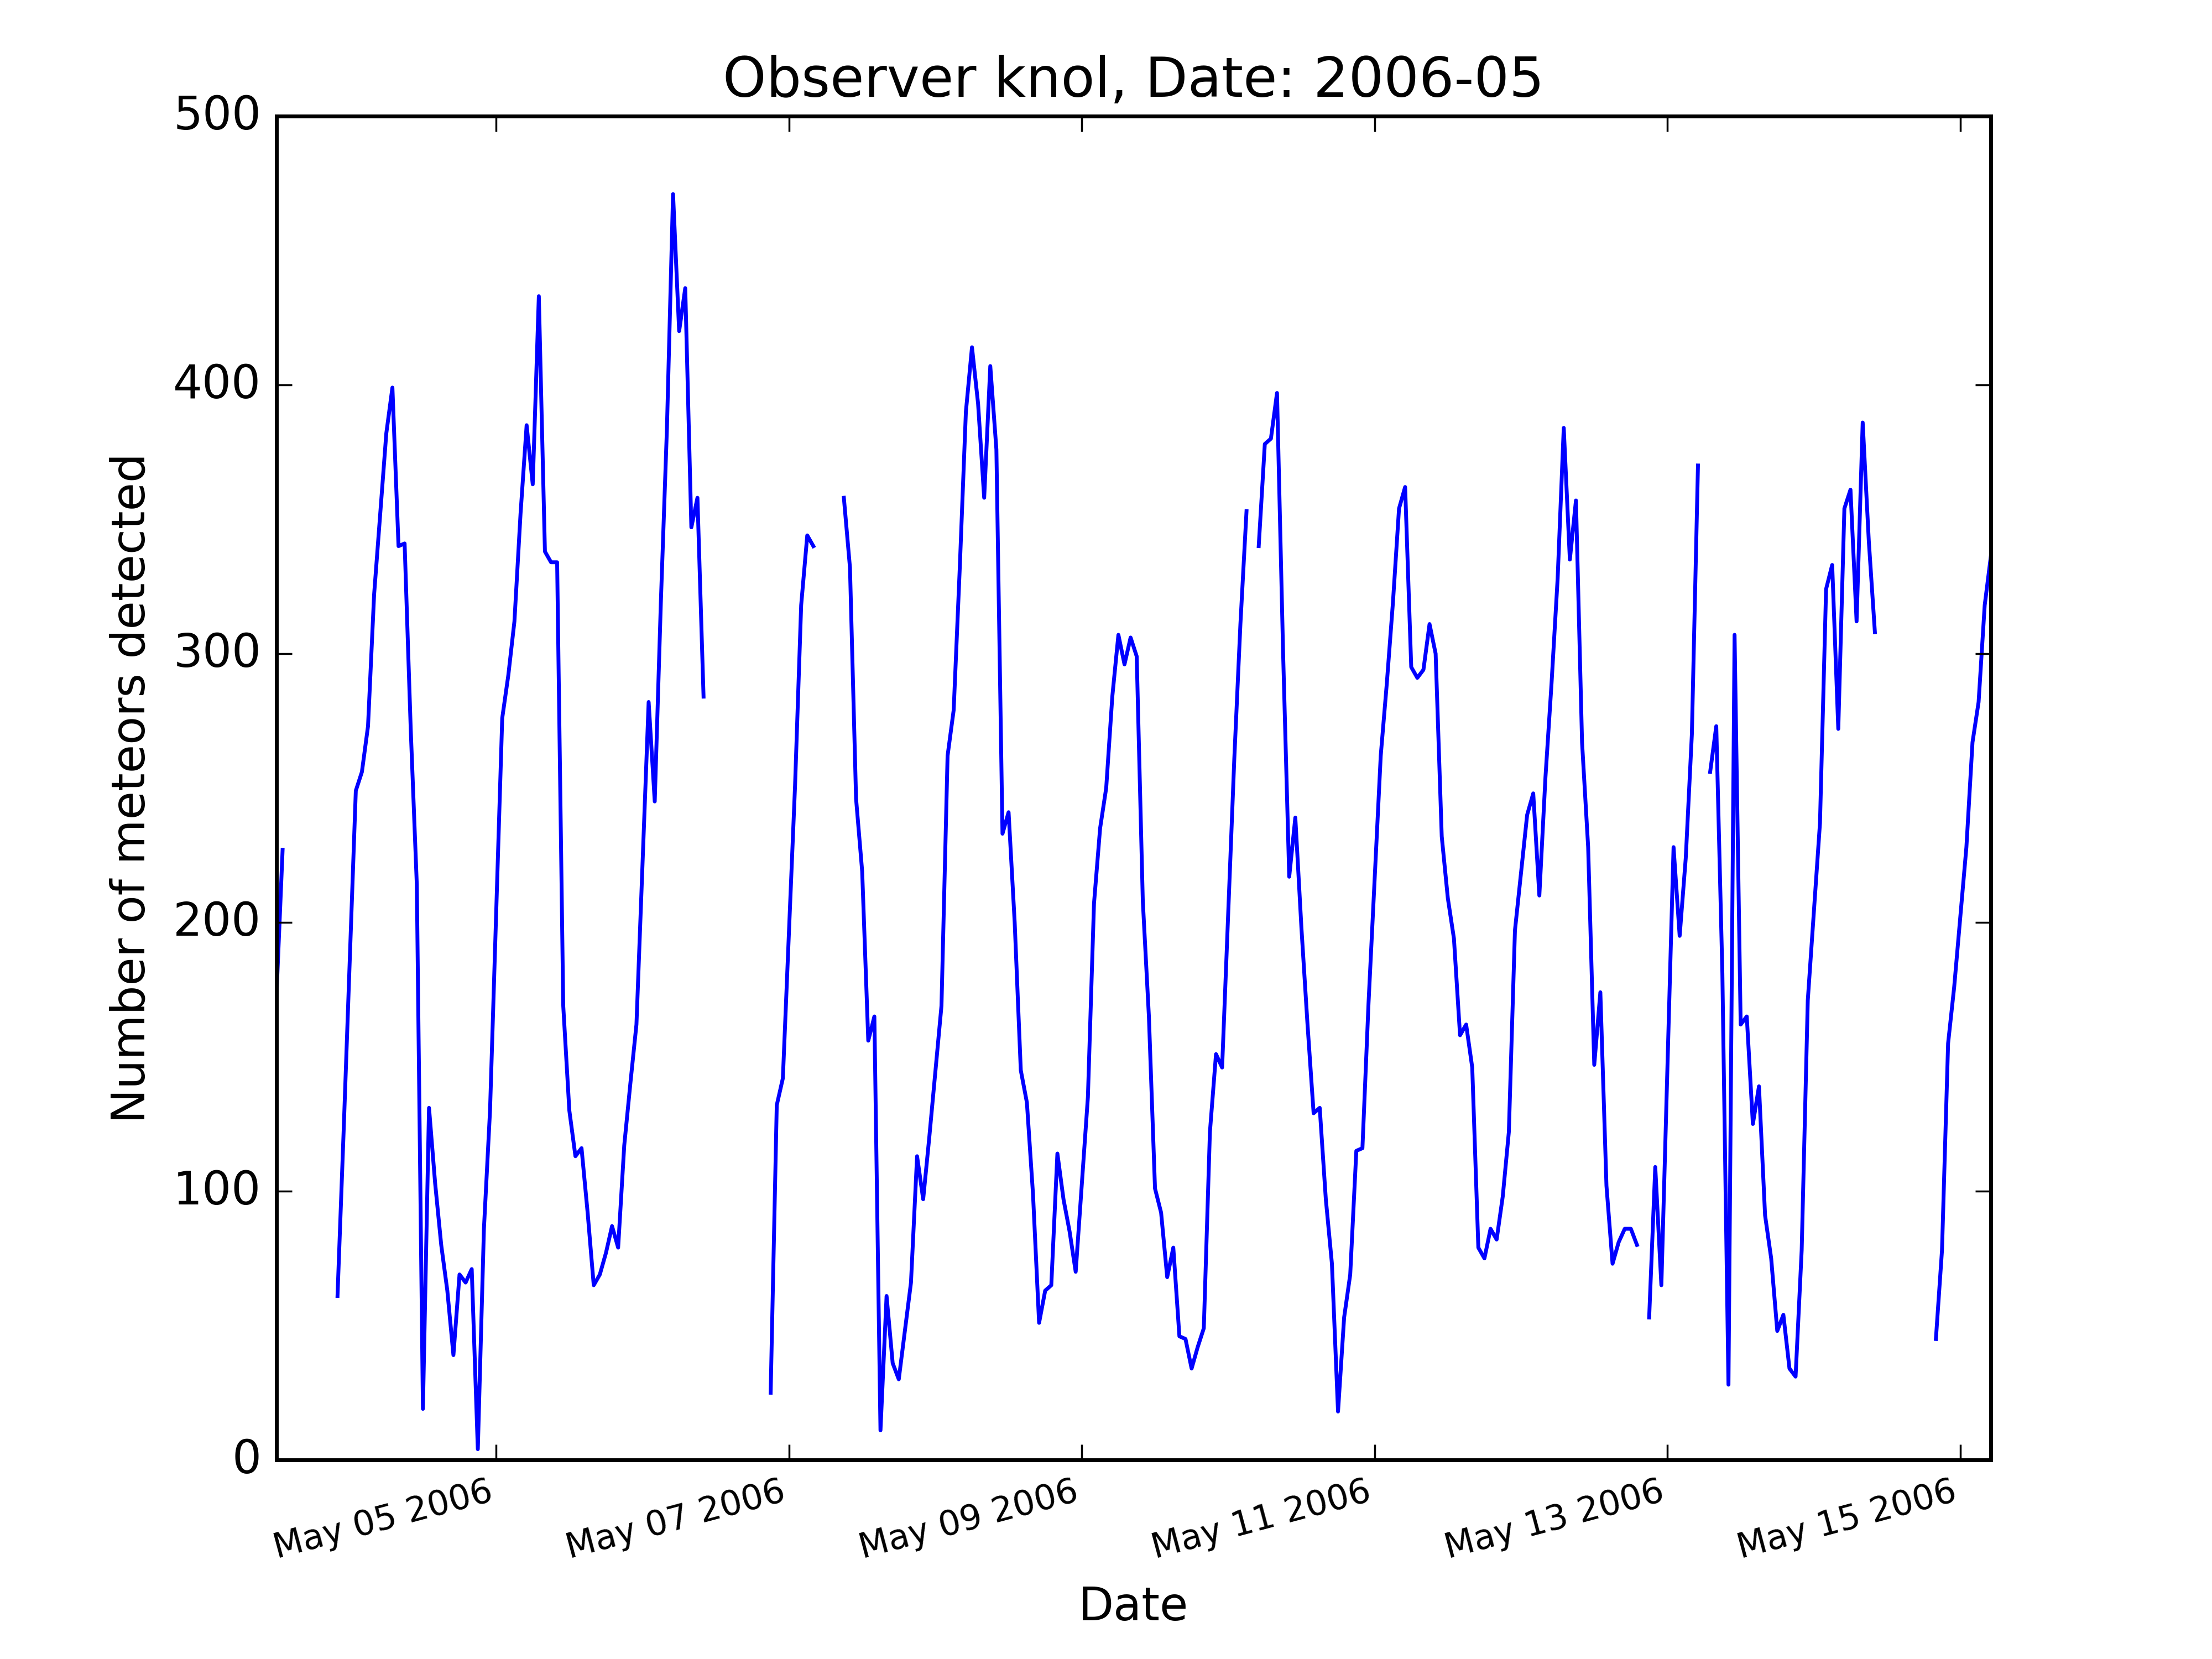 Observer knol, Date: 2006-05
500
400
300
200
100
0
Number of meteors detected
May 05 2006
May 07 2006
May 09 2006
May 11 2006
May 13 2006
May 15 2006
Date